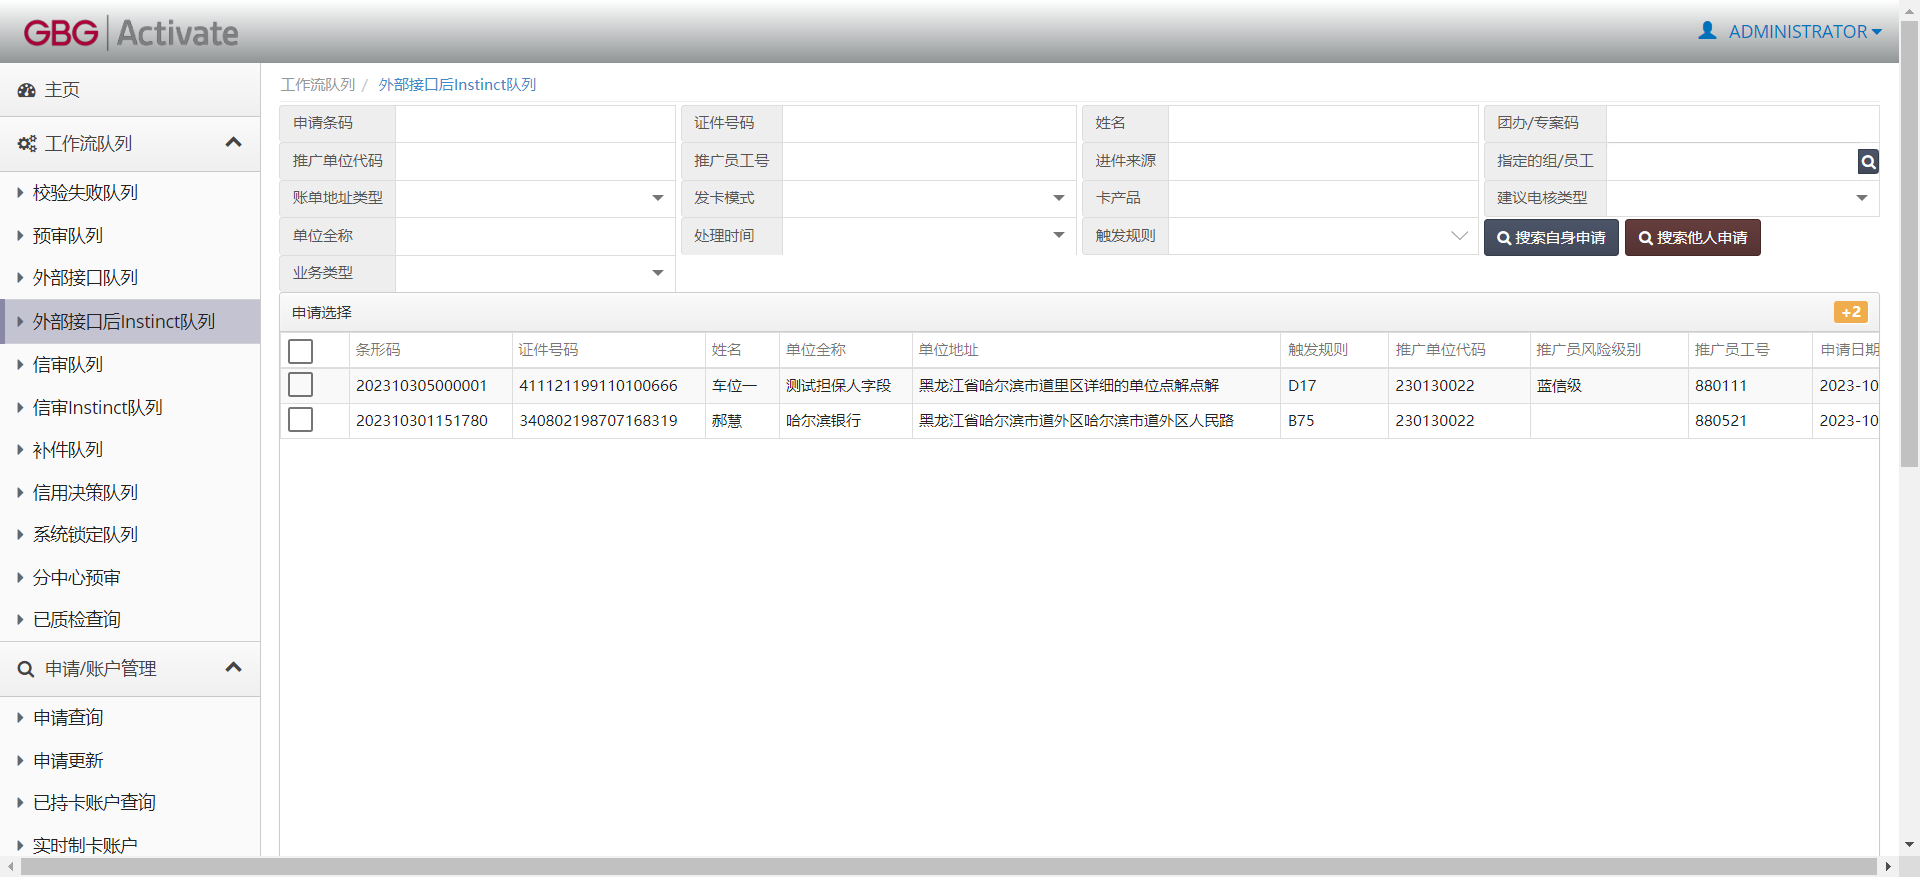 GBG Activate
ADMINISTRATOR
主页
工作流队列
校验失败队列
预审队列
外部接口队列
外部接口后Instinct队列
信审队列
信审Instinct队列
补件队列
信用决策队列
系统锁定队列
分中心预审
已质检查询
申请/账户管理
申请查询
申请更新
已持卡账户查询
实时制卡账户
工作流队列 / 外部接口后Instinct队列
申请条码 证件号码 姓名 团办/专案码
推广单位代码 推广员工号 进件来源 指定的组/员工
账单地址类型 发卡模式 卡产品 建议电核类型
单位全称 处理时间 触发规则 搜索自身申请 搜索他人申请
业务类型
申请选择 +2
条形码 证件号码 姓名 单位全称 单位地址 触发规则 推广单位代码 推广员风险级别 推广员工号 申请日期
202310305000001 411121199110100666 车位一 测试担保人字段 黑龙江省哈尔滨市道里区详细的单位点解点解 D17 230130022 蓝信级 880111 2023-10
202310301151780 340802198707168319 郝慧 哈尔滨银行 黑龙江省哈尔滨市道外区哈尔滨市道外区人民路 B75 230130022 880521 2023-10